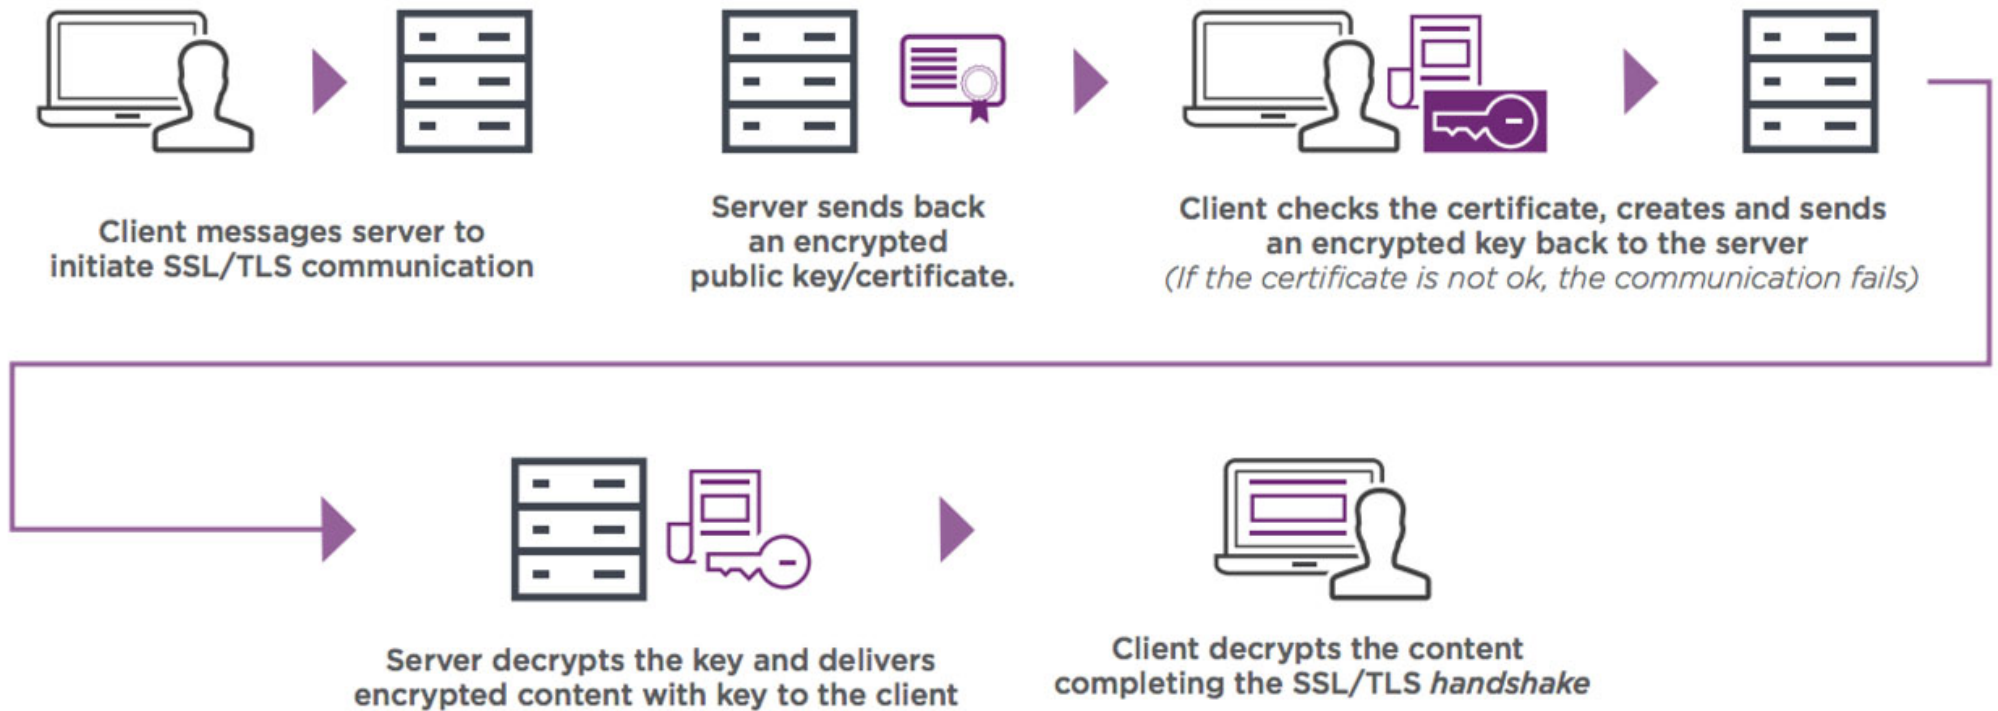 Client messages server to
initiate SSL/TLS communication
Server sends back
an encrypted
public key/certificate.
Client checks the certificate, creates and sends
an encrypted key back to the server
(If the certificate is not ok, the communication fails)
Server decrypts the key and delivers
encrypted content with key to the client
Client decrypts the content
completing the SSL/TLS handshake